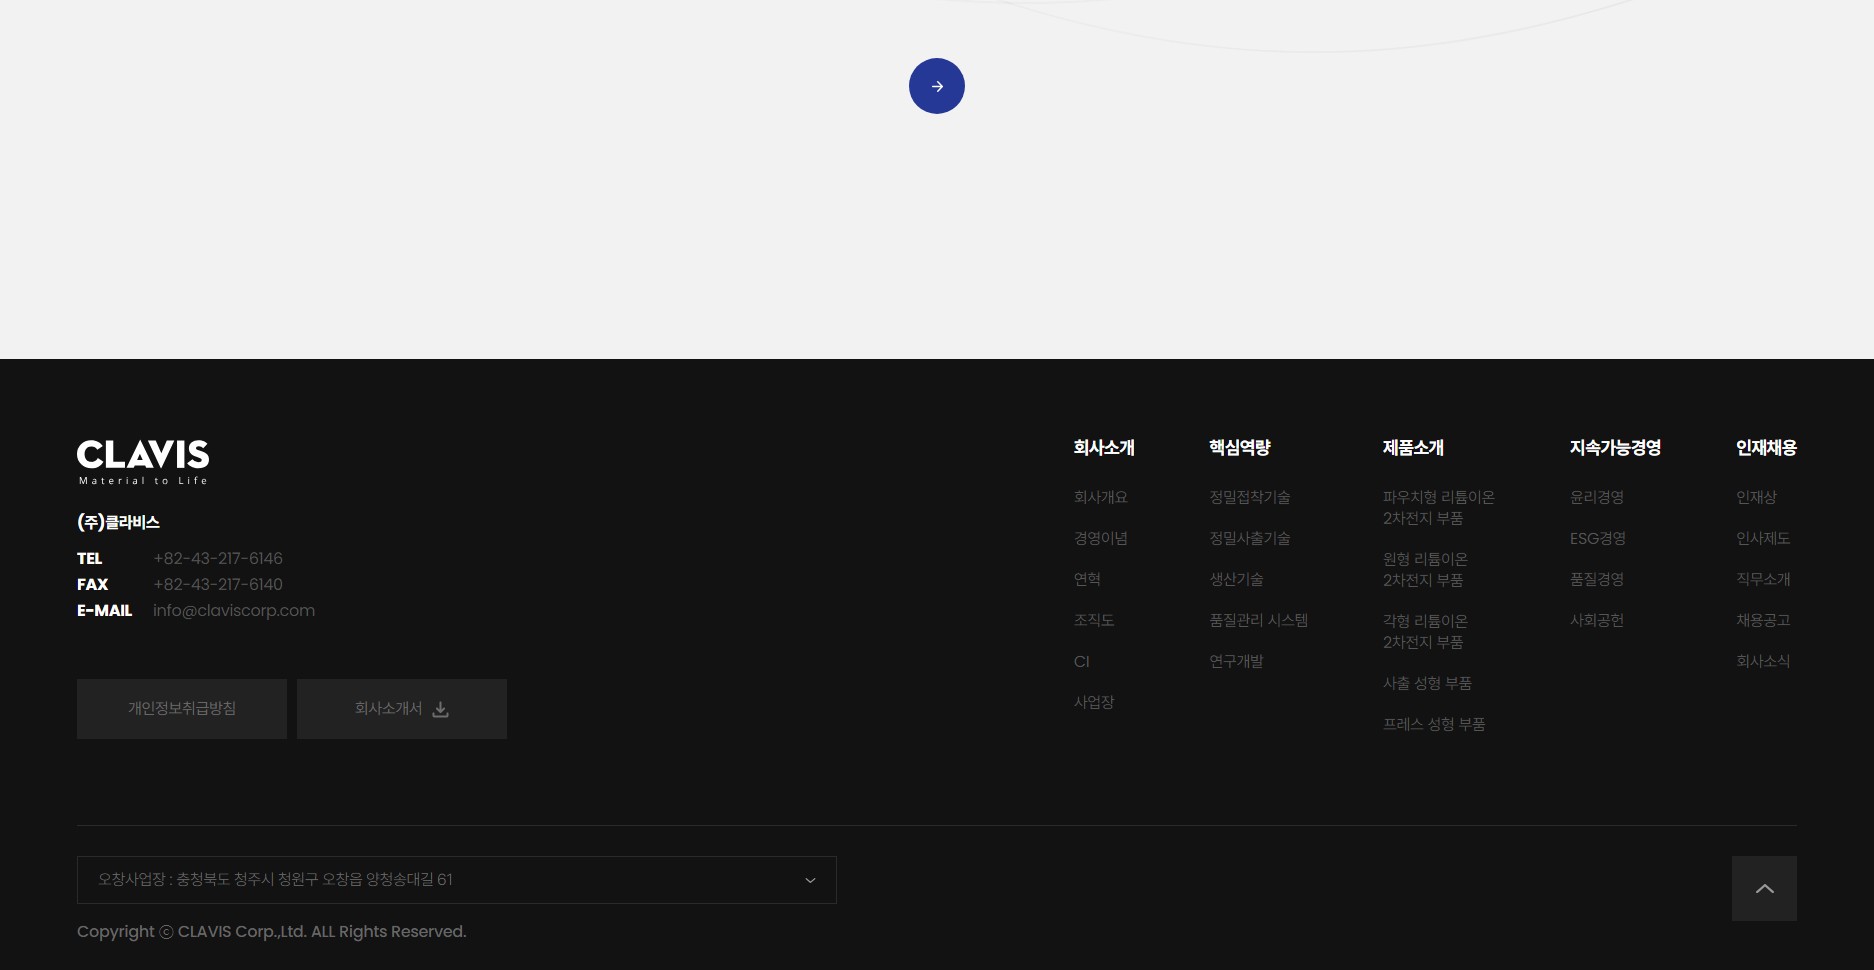 CLAVIS
Material to Life
(주)클라비스
TEL +82-43-217-6146
FAX +82-43-217-6140
E-MAIL info@claviscorp.com
개인정보취급방침
회사소개서
회사소개
회사개요
경영이념
연혁
조직도
CI
사업장
핵심역량
정밀접착기술
정밀사출기술
생산기술
품질관리 시스템
연구개발
제품소개
파우치형 리튬이온
2차전지 부품
원형 리튬이온
2차전지 부품
각형 리튬이온
2차전지 부품
사출 성형 부품
프레스 성형 부품
지속가능경영
윤리경영
ESG경영
품질경영
사회공헌
인재채용
인재상
인사제도
직무소개
채용공고
회사소식
오창사업장 : 충청북도 청주시 청원구 오창읍 양청송대길 61
Copyright ⓒ CLAVIS Corp.,Ltd. ALL Rights Reserved.